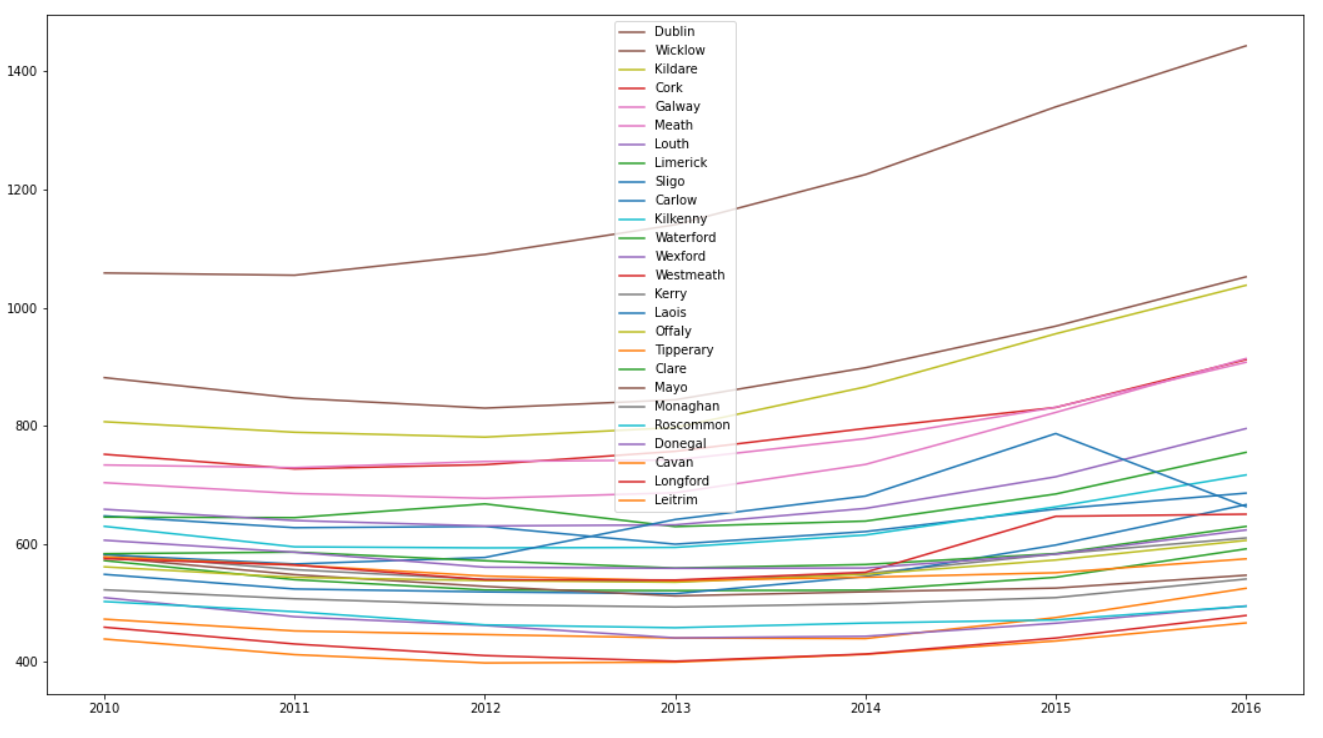 Dublin
Wicklow
Kildare
Cork
Galway
Meath
Louth
Limerick
Sligo
Carlow
Kilkenny
Waterford
Wexford
Westmeath
Kerry
Laois
Offaly
Tipperary
Clare
Mayo
Monaghan
Roscommon
Donegal
Cavan
Longford
Leitrim
1400
1200
1000
800
600
400
2010 2011 2012 2013 2014 2015 2016